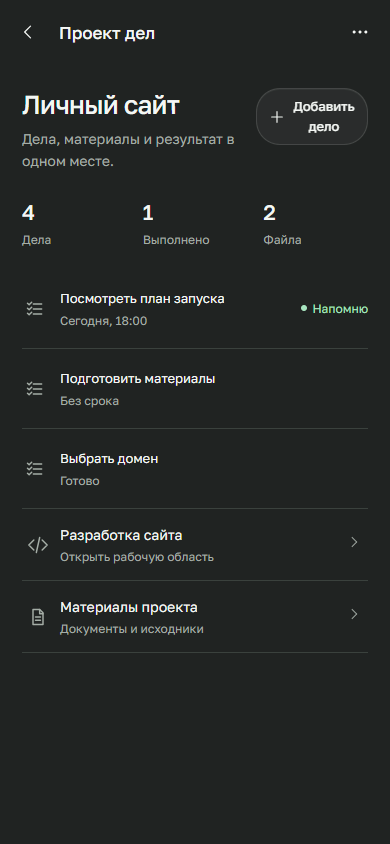 Проект дел
Личный сайт
Добавить
дело
Дела, материалы и результат в
одном месте.
4
1
2
Дела
Выполнено
Файла
Посмотреть план запуска
Сегодня, 18:00
Напомню
Подготовить материалы
Без срока
Выбрать домен
Готово
Разработка сайта
Открыть рабочую область
Материалы проекта
Документы и исходники